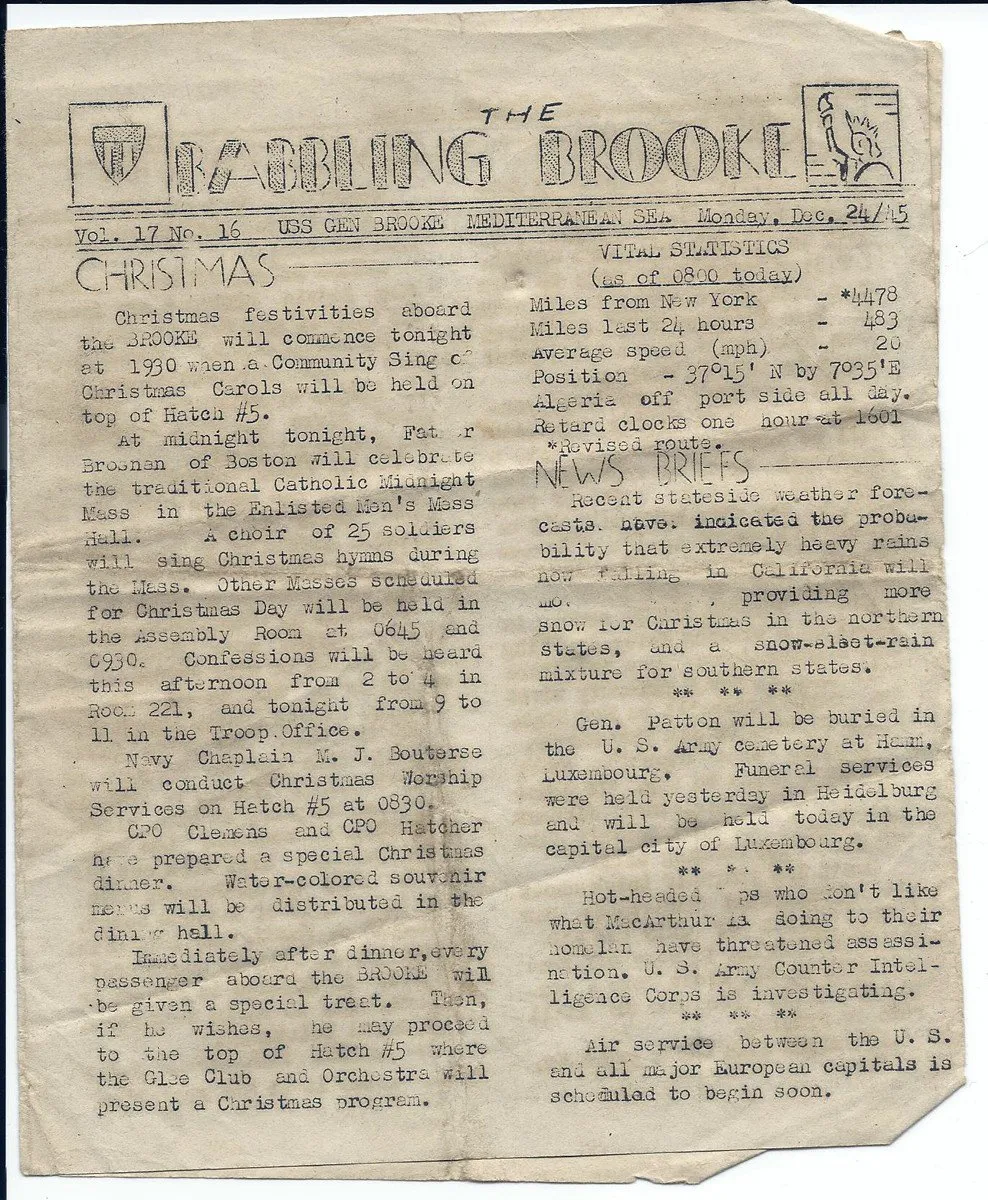 THE
BABBLING BROOKE
Vol. 17 No. 16 USS GEN BROOKE MEDITERRANEAN SEA Monday, Dec, 24/45
CHRISTMAS
Christmas festivities aboard
the BROOKE will commence tonight
at 1930 when a Community Sing of
Christmas Carols will be held on
top of Hatch #5.
At midnight tonight, Father
Brosnan of Boston will celebrate
the traditional Catholic Midnight
Mass in the Enlisted Men's Mess
Hall. A choir of 25 soldiers
will sing Christmas hymns during
the Mass. Other Masses scheduled
for Christmas Day will be held in
the Assembly Room at 0645 and
0930. Confessions will be heard
this afternoon from 2 to 4 in
Room 221, and tonight from 9 to
11 in the Troop Office.
Navy Chaplain M. J. Bouterse
will conduct Christmas Worship
Services on Hatch #5 at 0830.
CPO Clemens and CPO Hatcher
have prepared a special Christmas
dinner. Water-colored souvenir
menus will be distributed in the
dining hall.
Immediately after dinner, every
passenger aboard the BROOKE will
be given a special treat. Then,
if he wishes, he may proceed
to the top of Hatch #5 where
the Glee Club and Orchestra will
present a Christmas program.
VITAL STATISTICS
(as of 0800 today)
Miles from New York - *4478
Miles last 24 hours - 483
Average speed (mph) - 20
Position - 37°15' N by 7°35'E
Algeria off port side all day.
Retard clocks one hour at 1601
*Revised route.
NEWS BRIEFS
Recent stateside weather fore-
casts have indicated the proba-
bility that extremely heavy rains
now falling in California will
providing more
snow for Christmas in the northern
states, and a snow-sleet-rain
mixture for southern states.
** ** **
Gen. Patton will be buried in
the U. S. Army cemetery at Hamm,
Luxembourg. Funeral services
were held yesterday in Heidelburg
and will be held today in the
capital city of Luxembourg.
** * **
Hot-headed who don't like
what MacArthur is doing to their
homeland have threatened assassi-
nation. U. S. Army Counter Intel-
ligence Corps is investigating.
** ** **
Air service between the U. S.
and all major European capitals is
scheduled to begin soon.